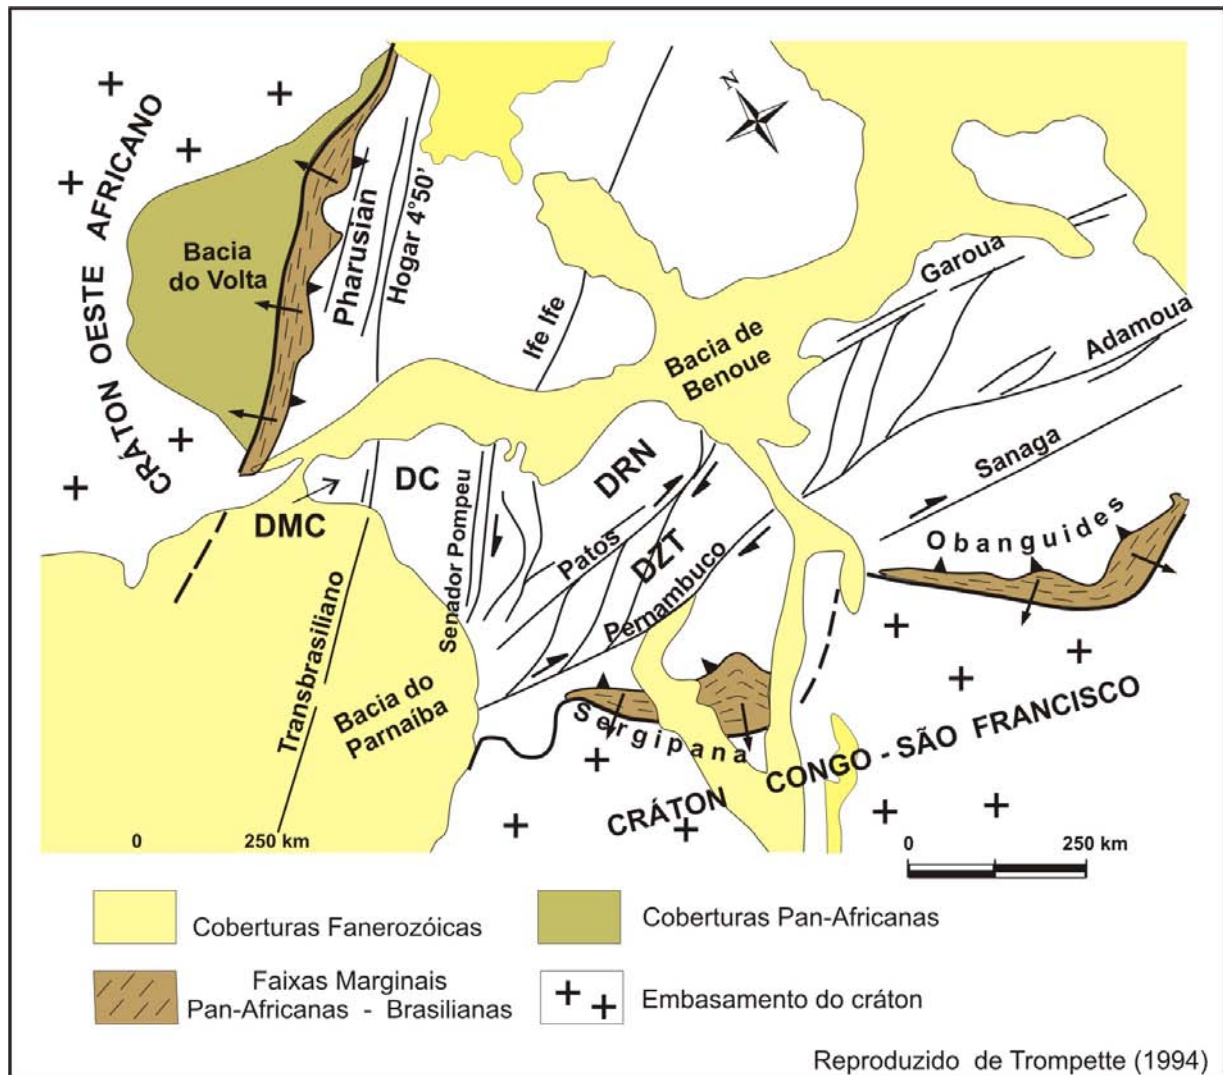 N
CRÁTON OESTE AFRICANO
Bacia
do Volta
Pharusian
Hogar 4°50'
Ife Ife
Garoua
Adamoua
Bacia de
Benoue
Sanaga
DMC
DC
Senador Pompeu
DRN
Patos
DZT
Pernambuco
Obanguides
Transbrasiliano
Bacia do
Parnaíba
Sergipana
CRÁTON CONGO - SÃO FRANCISCO
0 250 km
0 250 km
Coberturas Fanerozóicas
Coberturas Pan-Africanas
Faixas Marginais
Pan-Africanas - Brasilianas
Embasamento do cráton
Reproduzido de Trompette (1994)